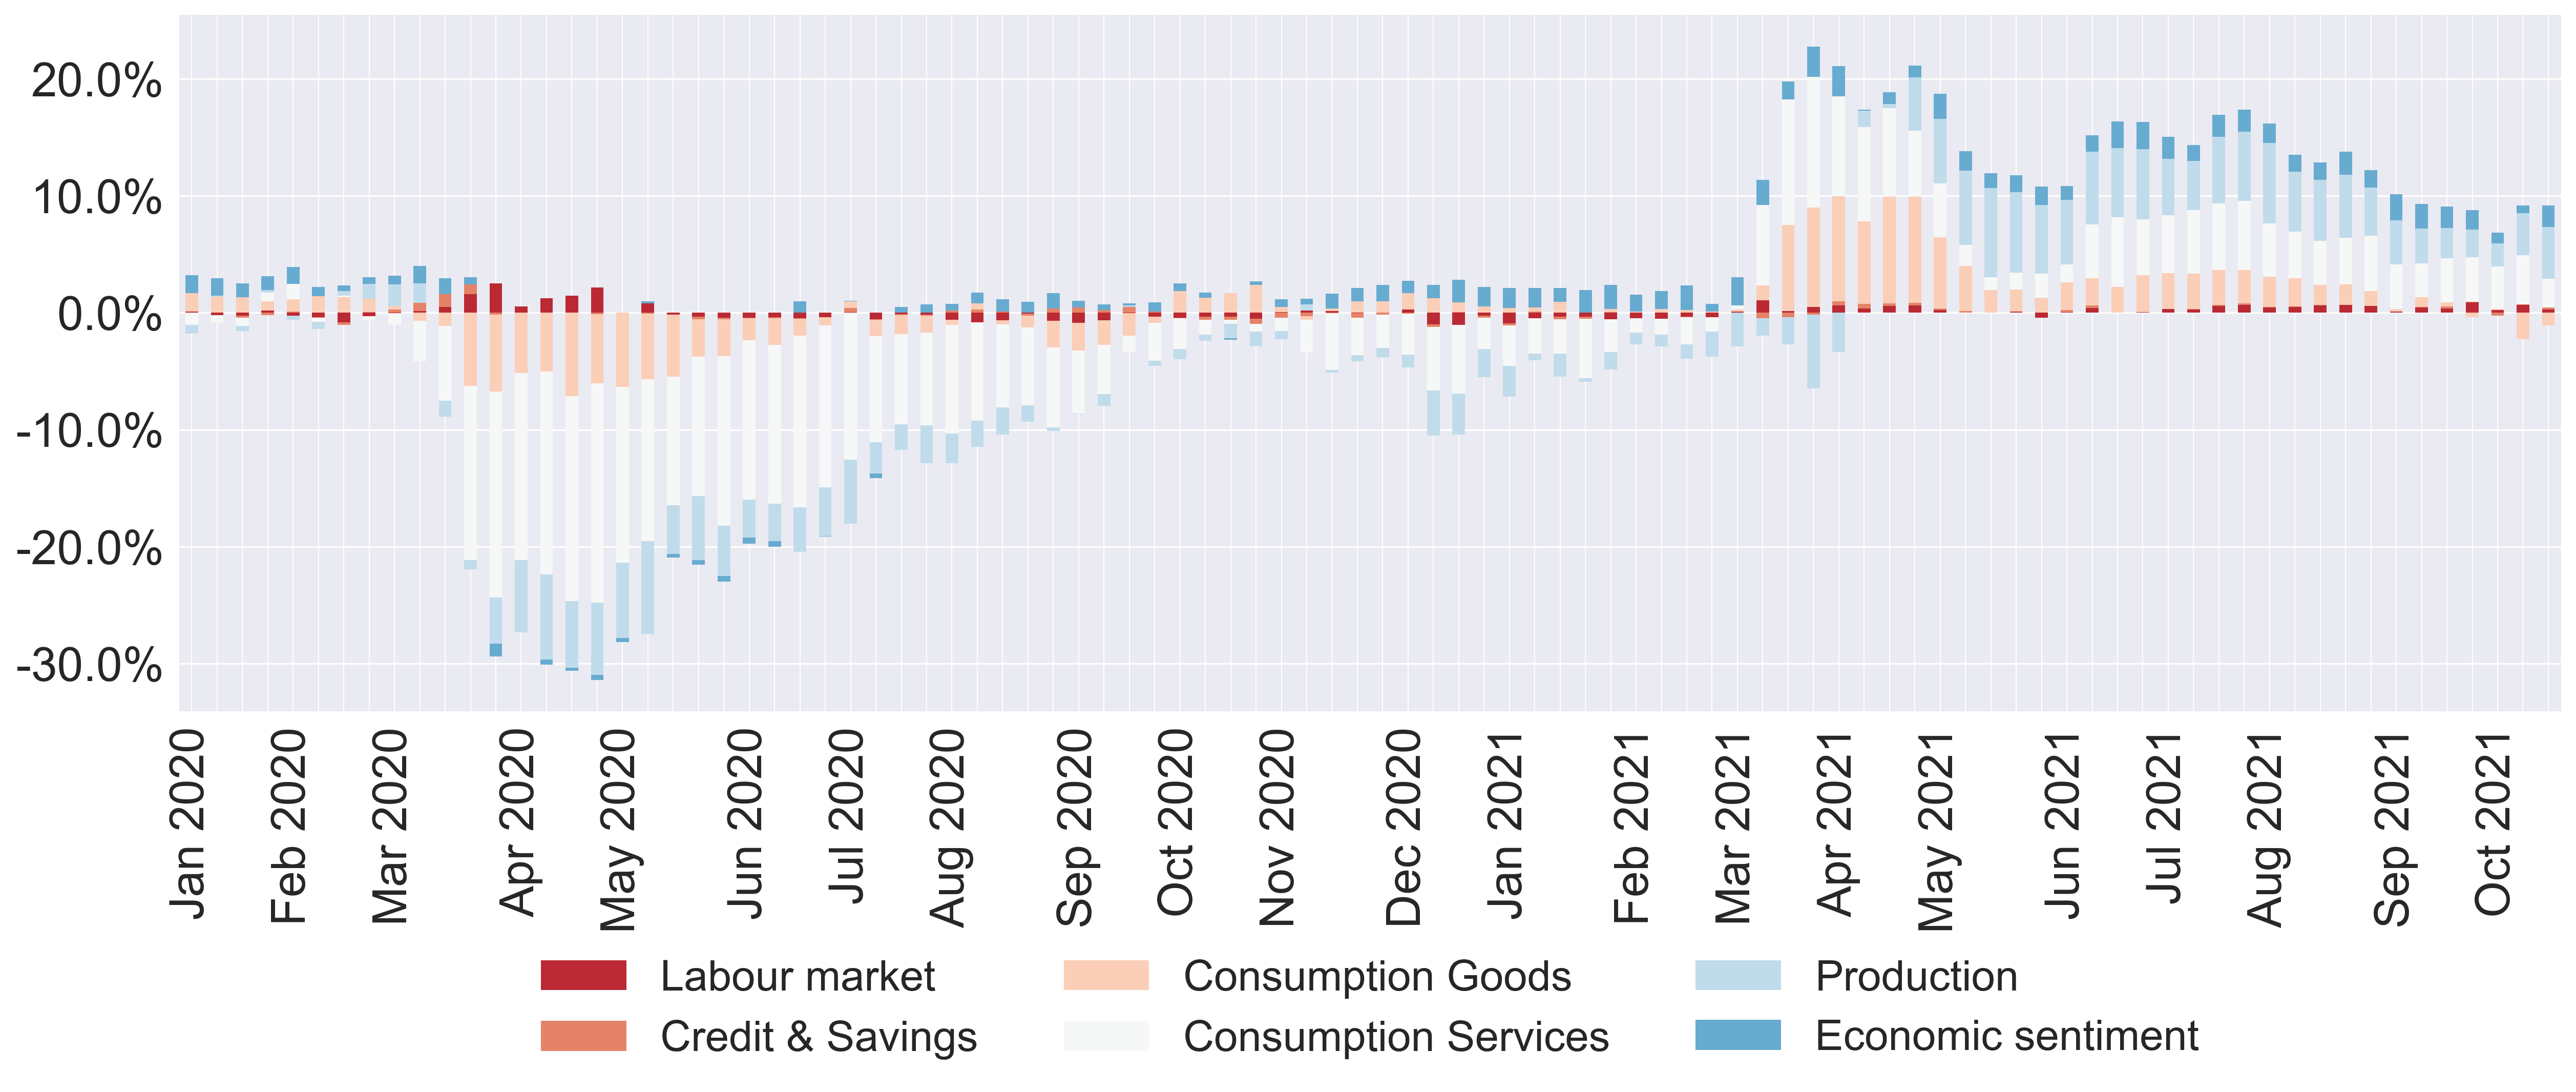 20.0%
10.0%
0.0%
-10.0%
-20.0%
-30.0%
Jan 2020
Feb 2020
Mar 2020
Apr 2020
May 2020
Jun 2020
Jul 2020
Aug 2020
Sep 2020
Oct 2020
Nov 2020
Dec 2020
Jan 2021
Feb 2021
Mar 2021
Apr 2021
May 2021
Jun 2021
Jul 2021
Aug 2021
Sep 2021
Oct 2021
Labour market
Consumption Goods
Production
Credit & Savings
Consumption Services
Economic sentiment